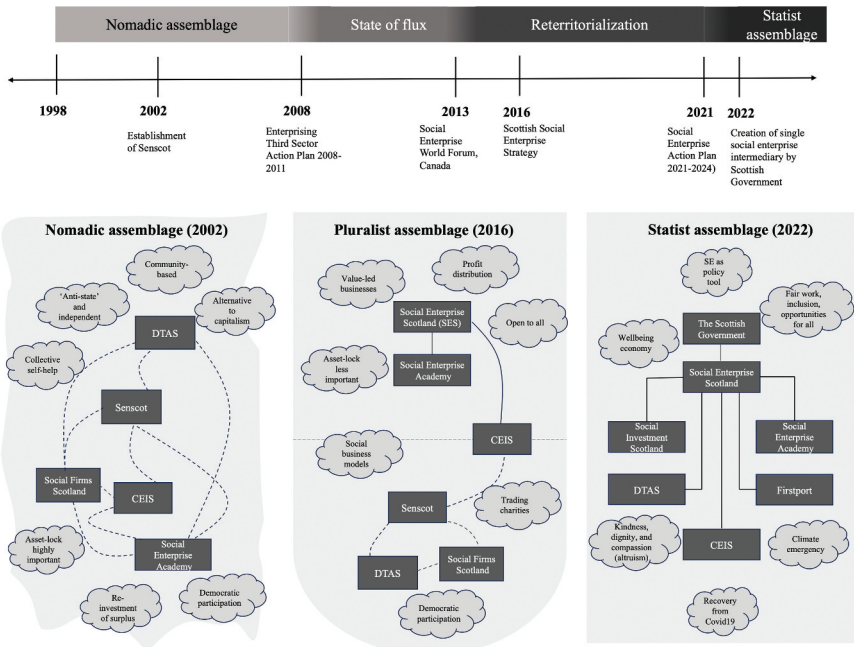 Nomadic assemblage
State of flux
Reterritorialization
Statist
assemblage
1998
2002
2008
2013
2016
2021
2022
Establishment
of Senscot
Enterprising
Third Sector
Action Plan 2008-
2011
Social
Enterprise
World Forum,
Canada
Scottish Social
Enterprise
Strategy
Social
Enterprise
Action Plan
2021-2024)
Creation of single
social enterprise
intermediary by
Scottish
Government
Nomadic assemblage (2002)
Community-
based
'Anti-state'
and
independent
Alternative
to
capitalism
DTAS
Collective
self-help
Senscot
Social Firms
Scotland
CEIS
Asset-lock
highly
important
Social
Enterprise
Academy
Re-
investment
of surplus
Democratic
participation
Pluralist assemblage (2016)
Profit
distribution
Value-led
businesses
Social Enterprise
Scotland (SES)
Open to all
Asset-lock
less
important
Social Enterprise
Academy
CEIS
Social
business
models
Trading
charities
Senscot
DTAS
Social Firms
Scotland
Democratic
participation
Statist assemblage (2022)
SE as
policy
tool
Fair work,
inclusion,
opportunities
for all
The Scottish
Government
Wellbeing
economy
Social Enterprise
Scotland
Social
Investment
Scotland
Social
Enterprise
Academy
DTAS
Firstport
Kindness,
dignity, and
compassion
(altruism)
CEIS
Climate
emergency
Recovery
from
Covid19